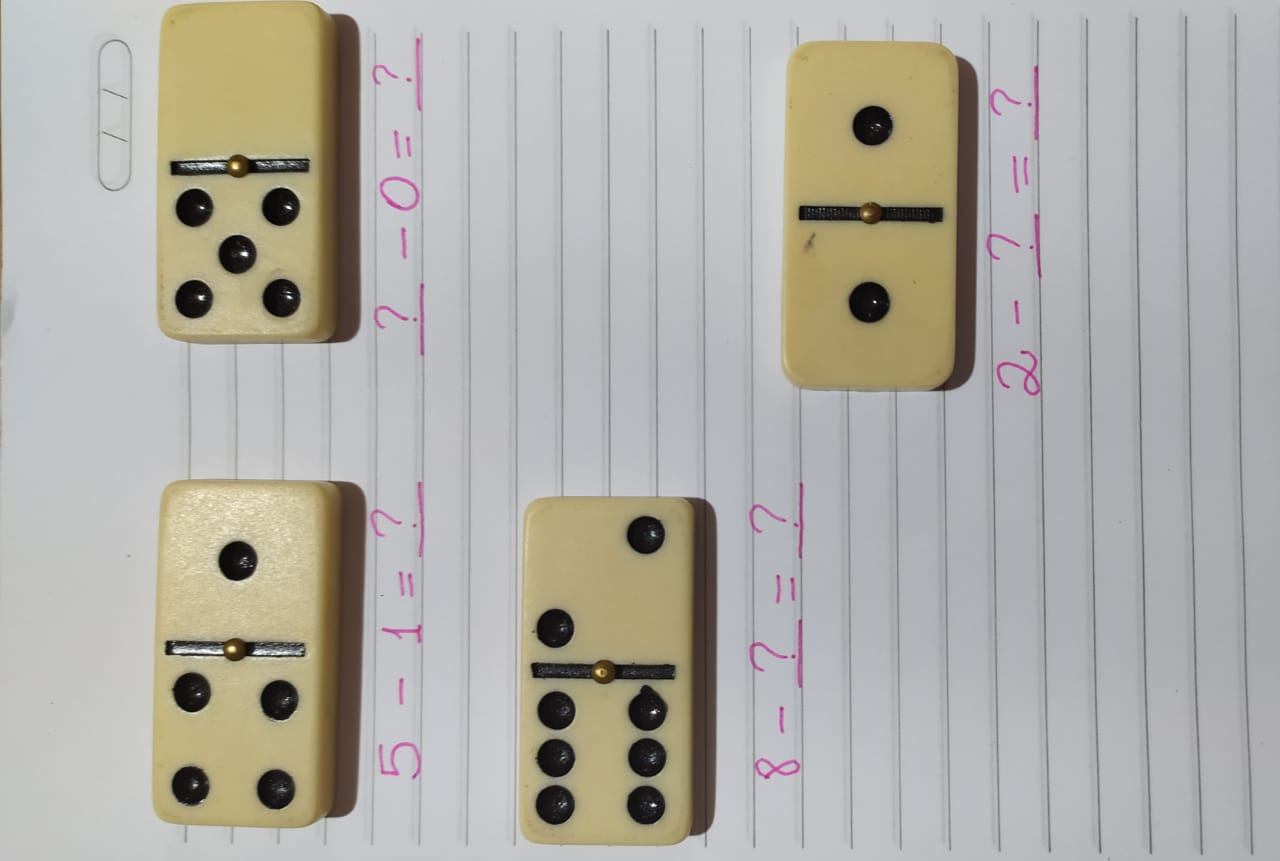 5 - 1 = ?
? - 0 = ?
8 - ? = ?
2 - ? = ?